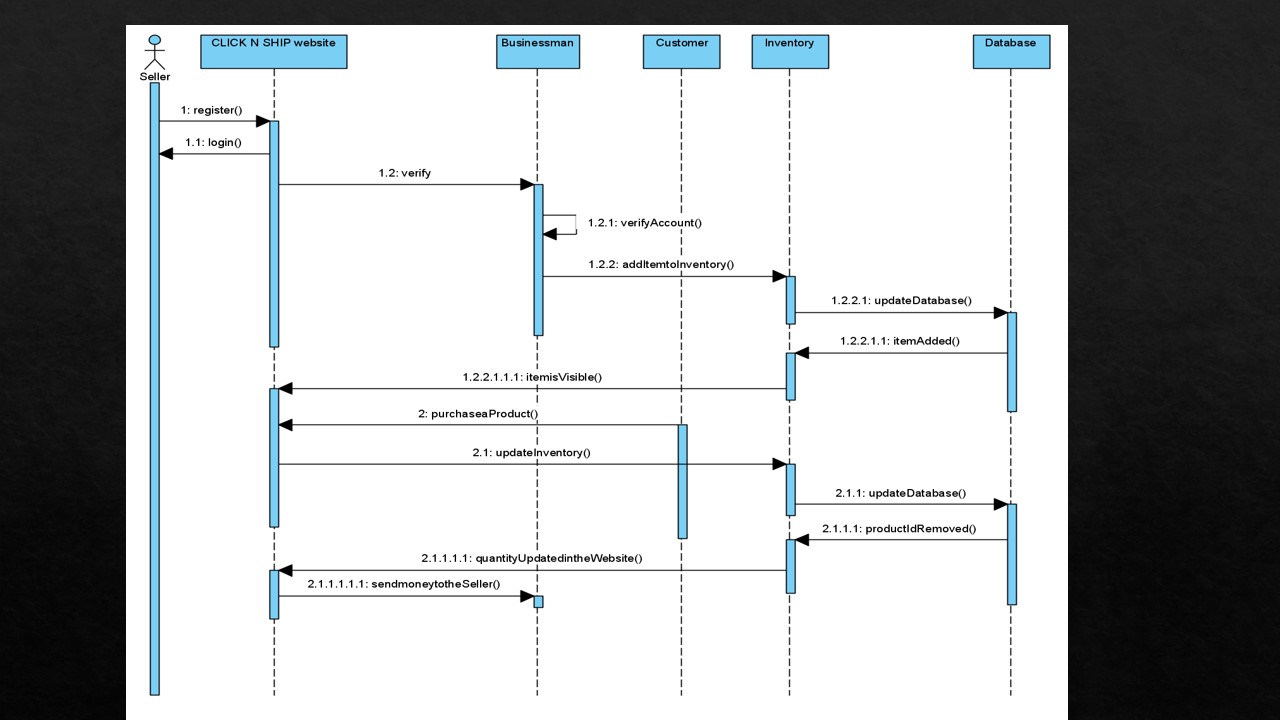 CLICK N SHIP website
Businessman
Customer
Inventory
Database
Seller
1: register()
1.1: login()
1.2: verify
1.2.1: verifyAccount()
1.2.2: addItemtoInventory()
1.2.2.1: updateDatabase()
1.2.2.1.1: itemAdded()
1.2.2.1.1.1: itemisVisible()
2: purchaseaProduct()
2.1: updateInventory()
2.1.1: updateDatabase()
2.1.1.1: productIdRemoved()
2.1.1.1.1: quantityUpdatedintheWebsite()
2.1.1.1.1.1: sendmoneytotheSeller()